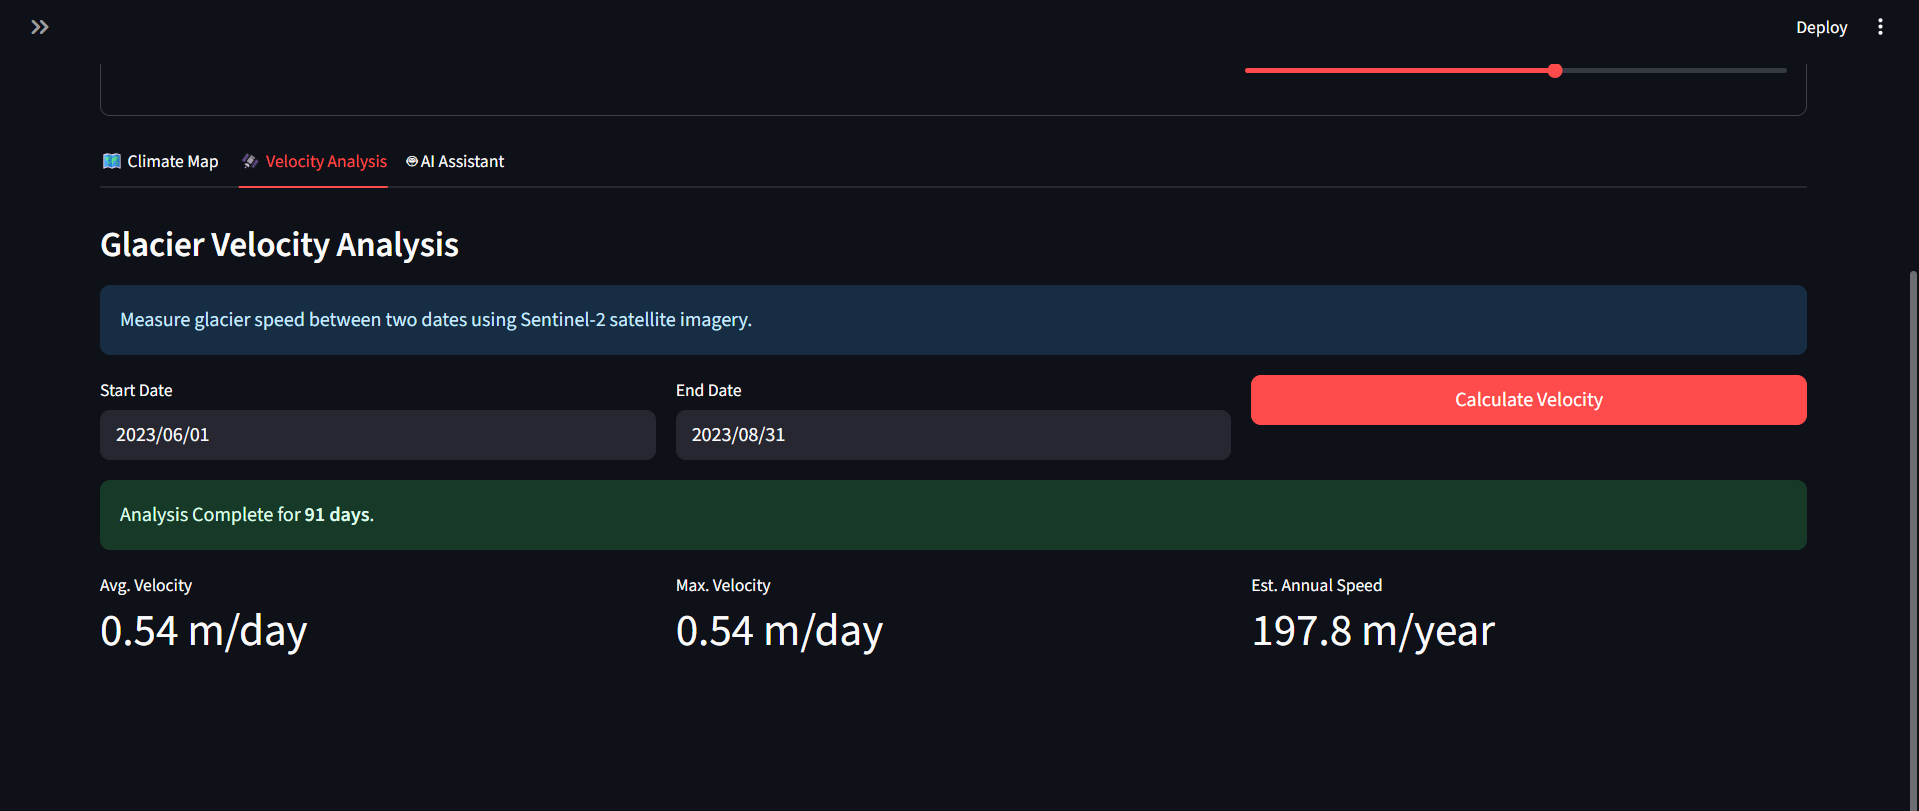 Deploy
Climate Map
Velocity Analysis
AI Assistant
Glacier Velocity Analysis
Measure glacier speed between two dates using Sentinel-2 satellite imagery.
Start Date
End Date
Calculate Velocity
2023/06/01
2023/08/31
Analysis Complete for 91 days.
Avg. Velocity
Max. Velocity
Est. Annual Speed
0.54 m/day
0.54 m/day
197.8 m/year